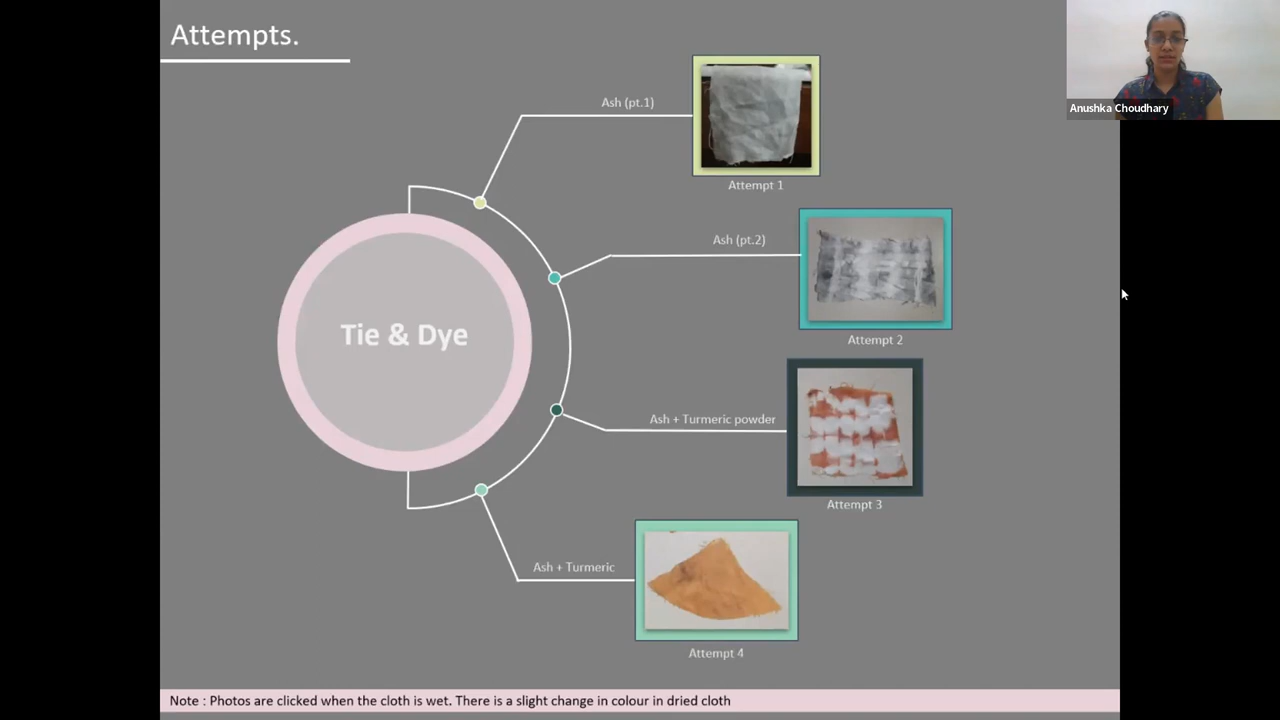 Attempts.
Anushka Choudhary
Ash (pt.1)
Attempt 1
Ash (pt.2)
Attempt 2
Tie & Dye
Ash + Turmeric powder
Attempt 3
Ash + Turmeric
Attempt 4
Note : Photos are clicked when the cloth is wet. There is a slight change in colour in dried cloth